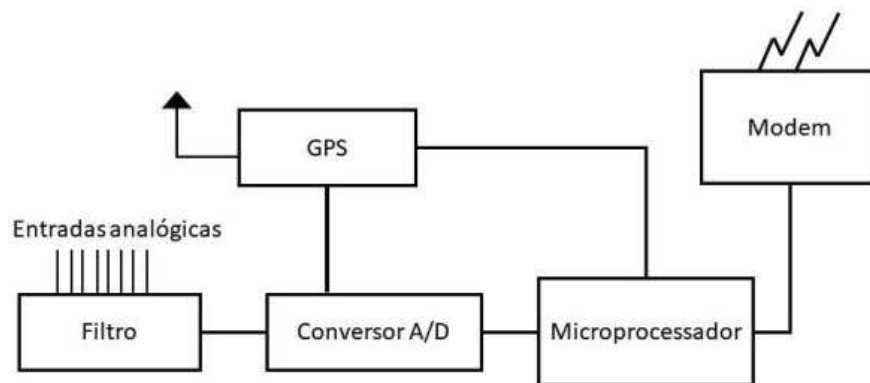 Modem
GPS
Entradas analógicas
Filtro
Conversor A/D
Microprocessador